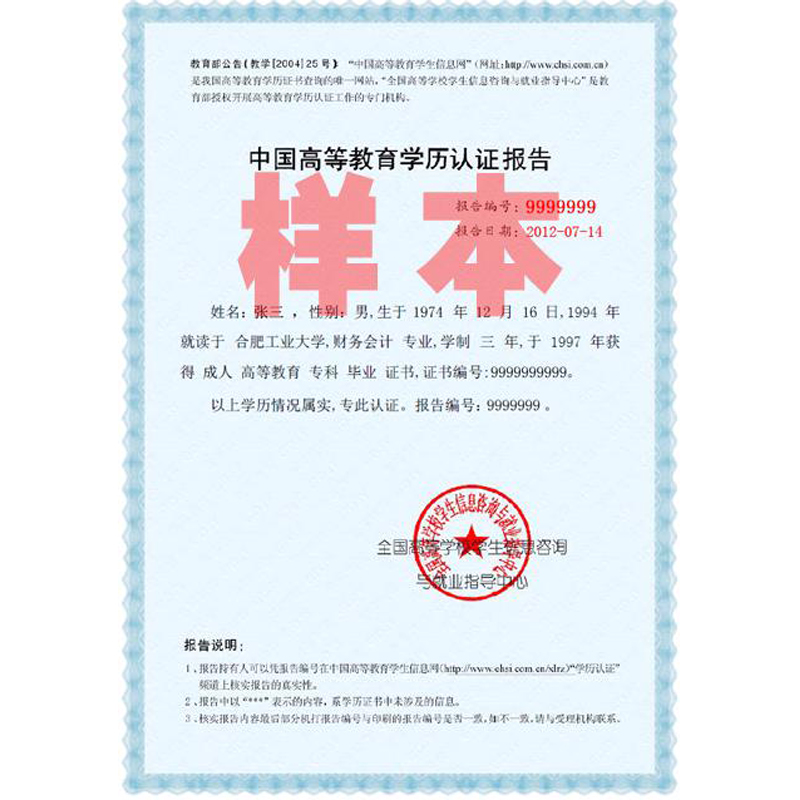 教育部公告(教学[2004]25号) “中国高等教育学生信息网”(网址:http://www.chsi.com.cn)
是我国高等教育学历证书查询的唯一网站，“全国高等学校学生信息咨询与就业指导中心”是教
育部授权开展高等教育学历认证工作的专门机构。
中国高等教育学历认证报告
样本
报告编号: 9999999
报告日期: 2012-07-14
姓名: 张三 ，性别: 男,生于 1974 年 12 月 16 日,1994 年
就读于 合肥工业大学,财务会计 专业,学制 三 年,于 1997 年获
得 成人 高等教育 专科 毕业 证书,证书编号:9999999999。
以上学历情况属实,专此认证。报告编号: 9999999 。
全国高等学校学生信息咨询
与就业指导中心
全国高等学校学生信息咨询与就业指导中心
报告说明:
1、报告持有人可以凭报告编号在中国高等教育学生信息网(http://www.chsi.com.cn/xlrz)“学历认证”
频道上核实报告的真实性。
2、报告中以“***”表示的内容，系学历证书中未涉及的信息。
3、核实报告内容最后部分机打报告编号与印刷的报告编号是否一致，如不一致,请与受理机构联系。